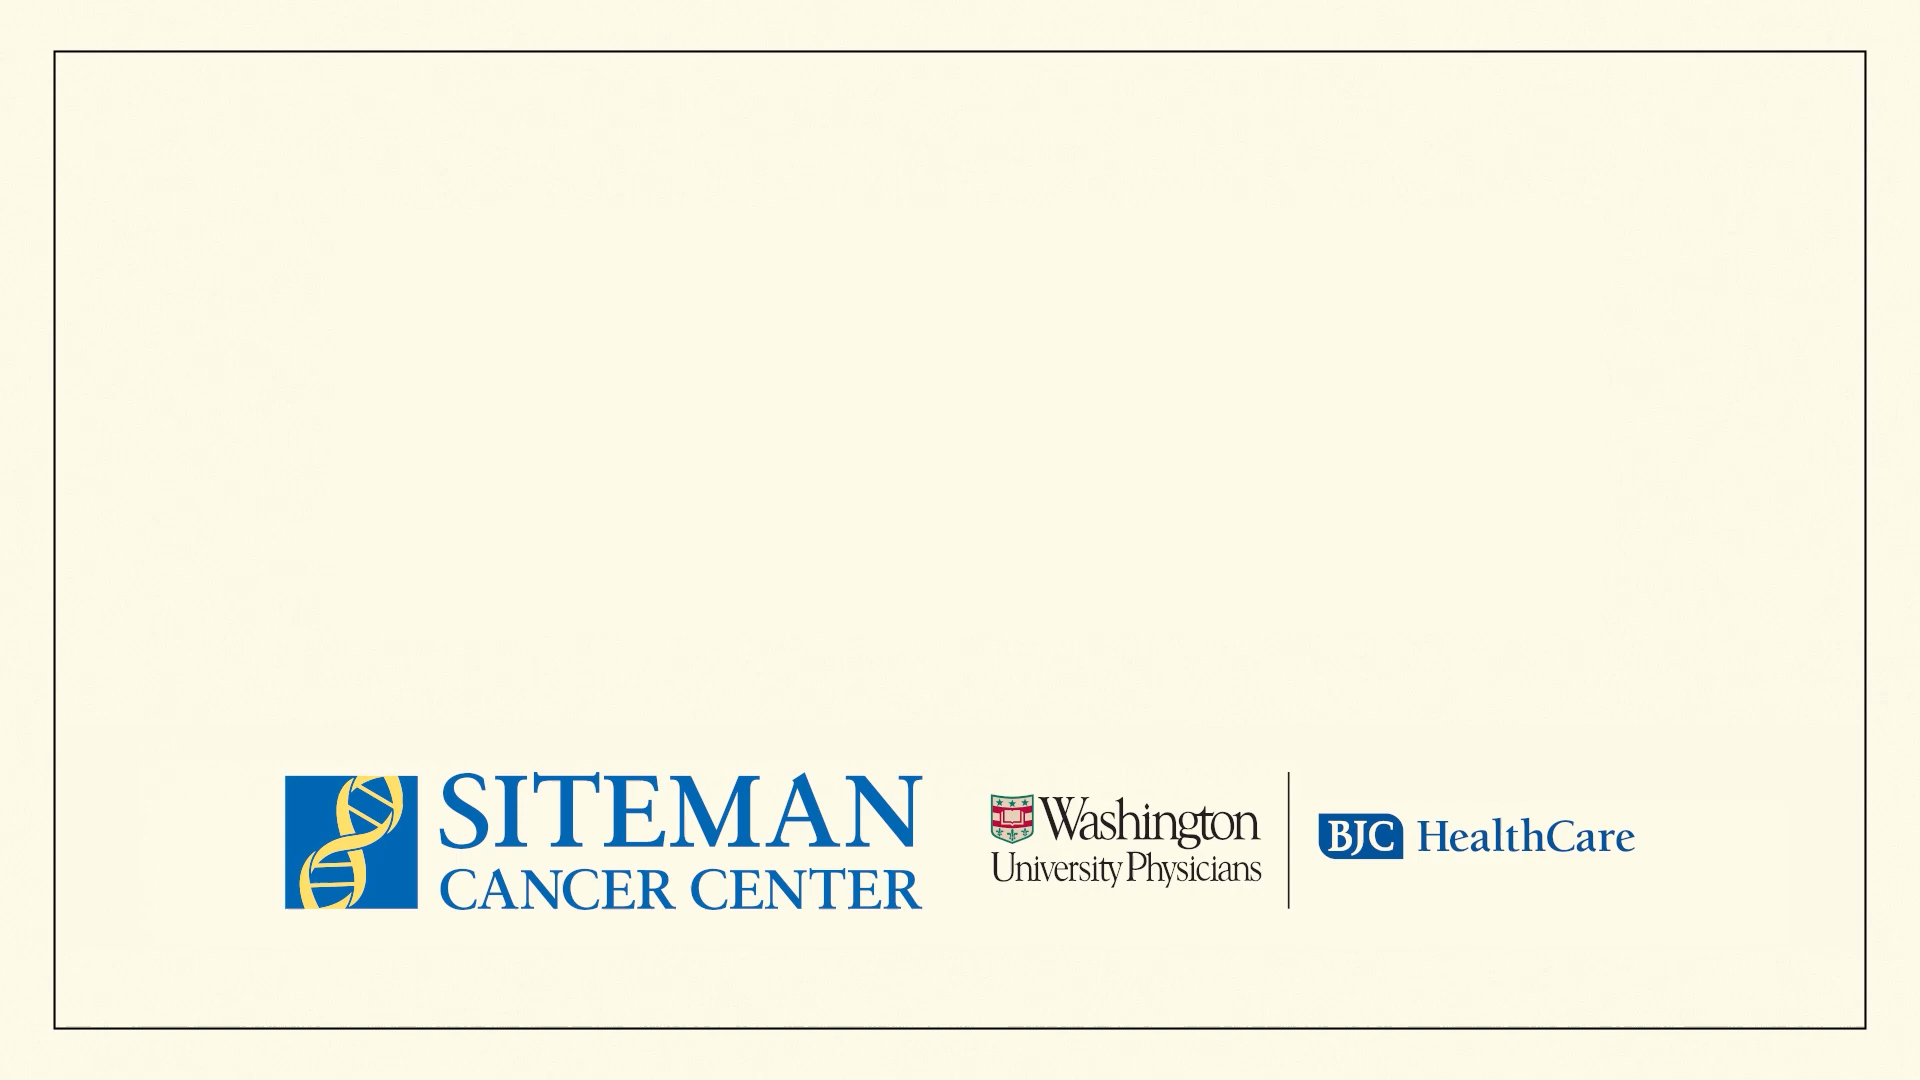 SITEMAN
CANCER CENTER
Washington
University Physicians
BJC HealthCare